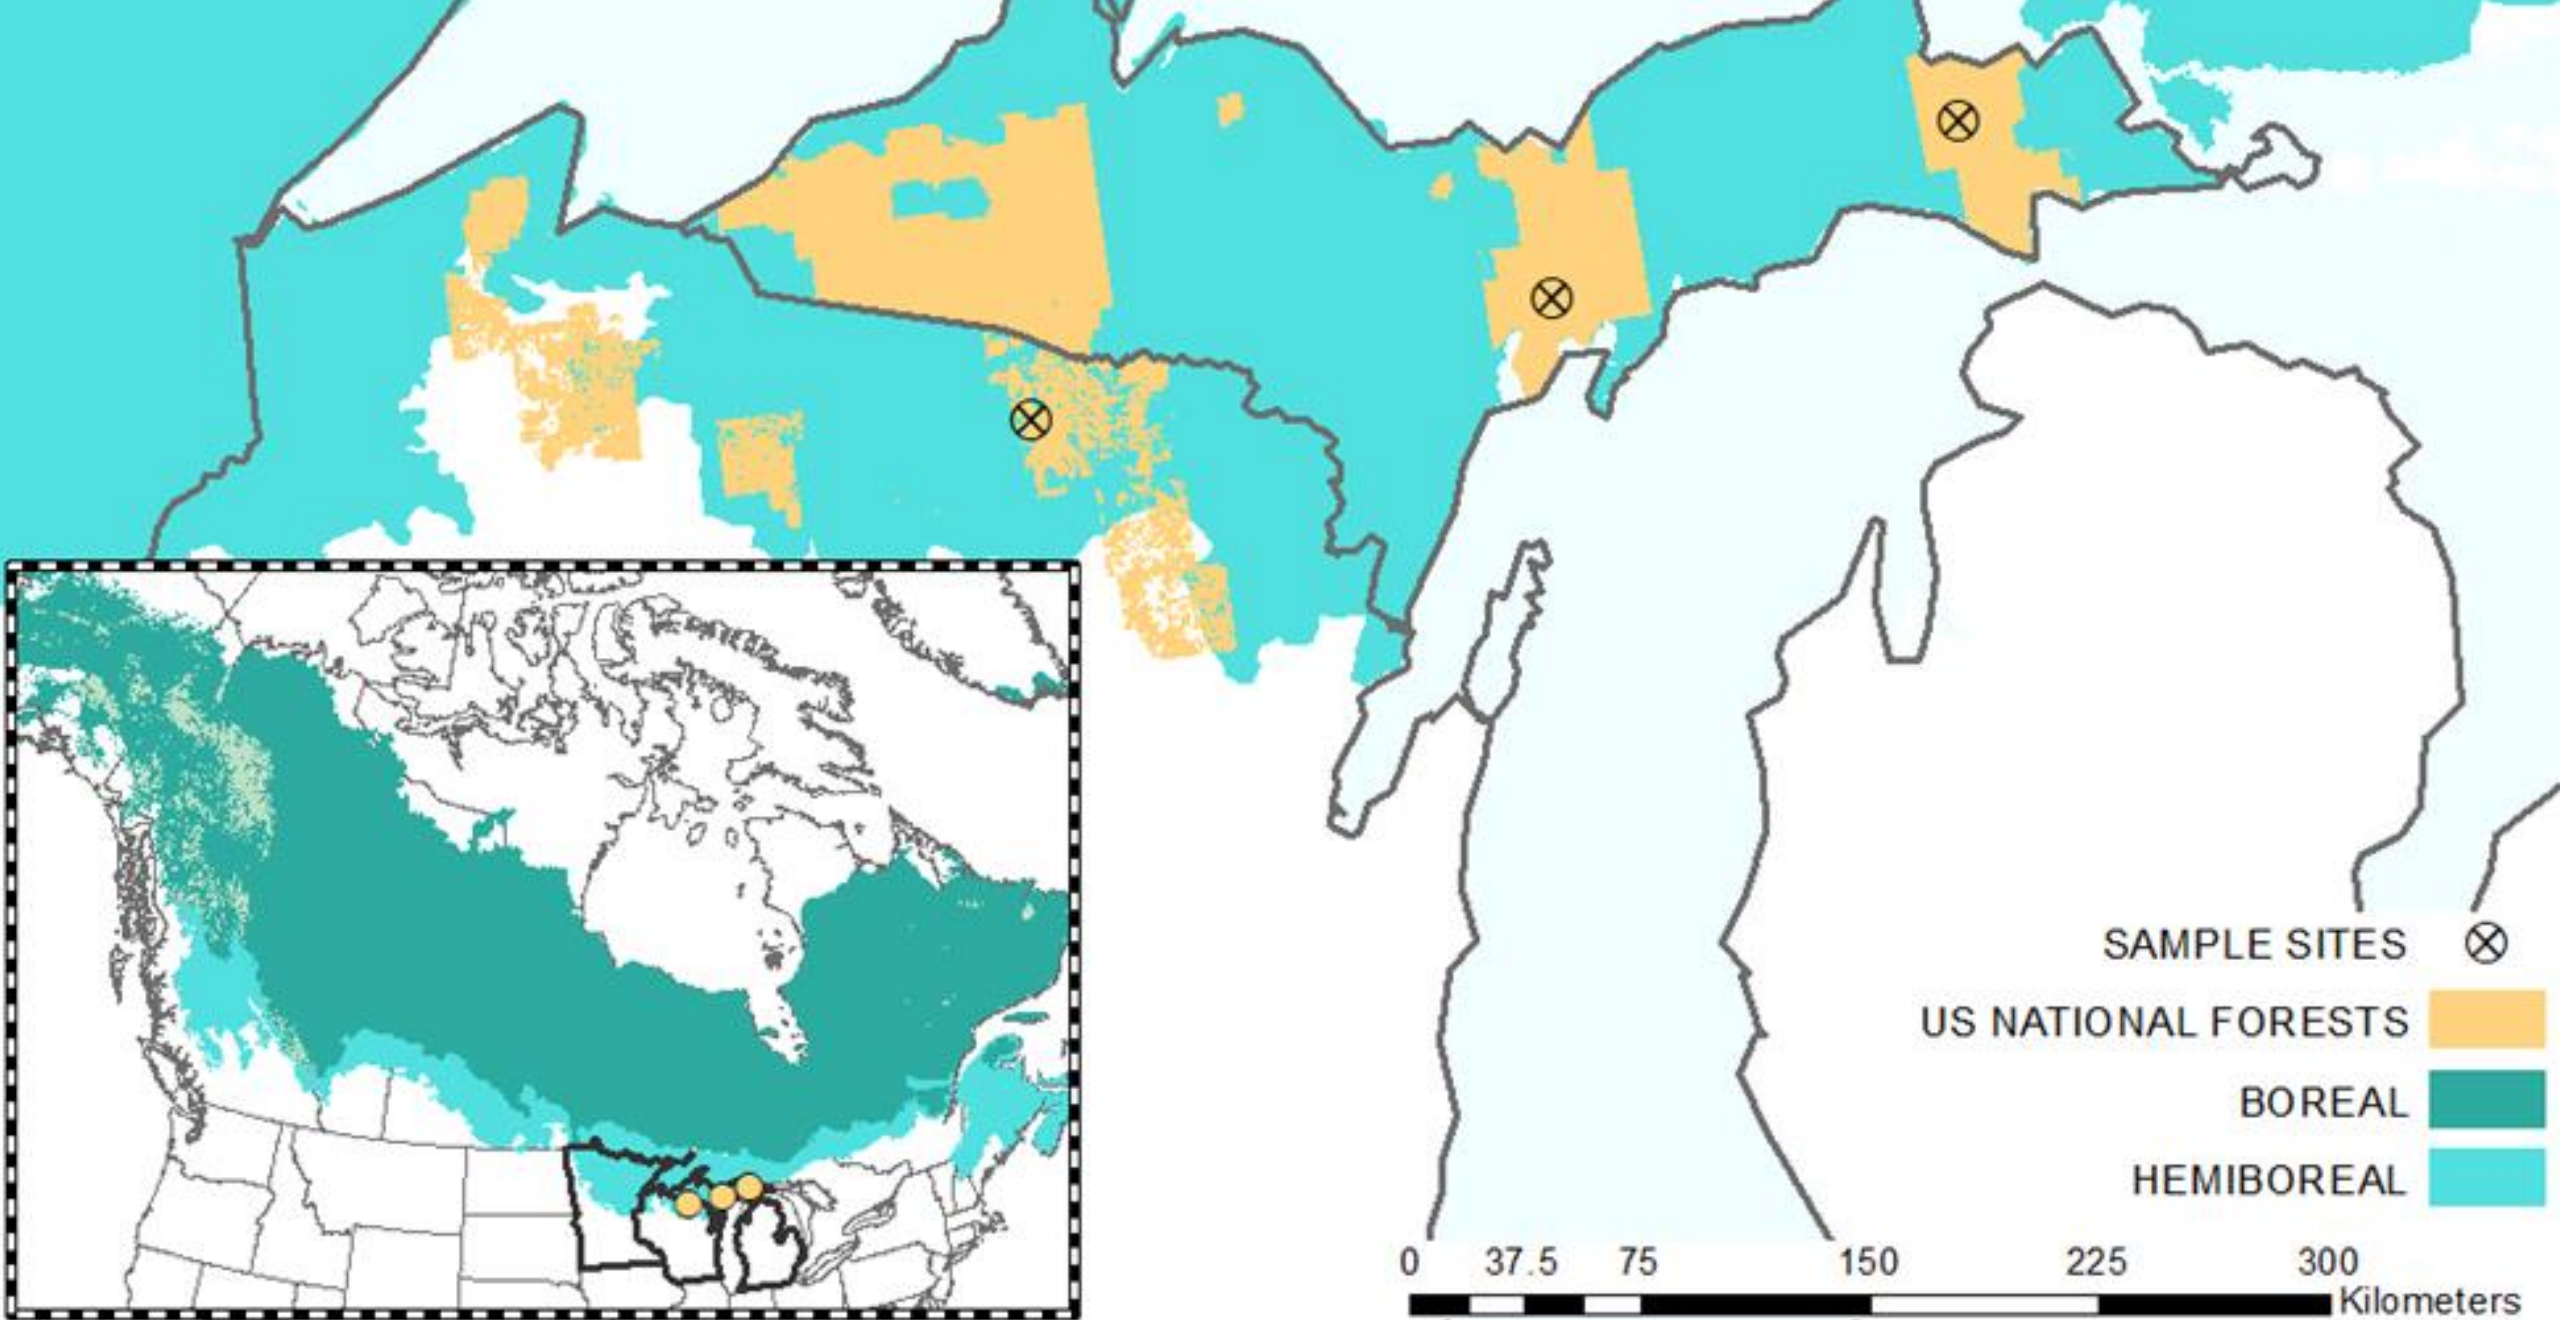 SAMPLE SITES
US NATIONAL FORESTS
BOREAL
HEMIBOREAL
0 37.5 75 150 225 300
Kilometers